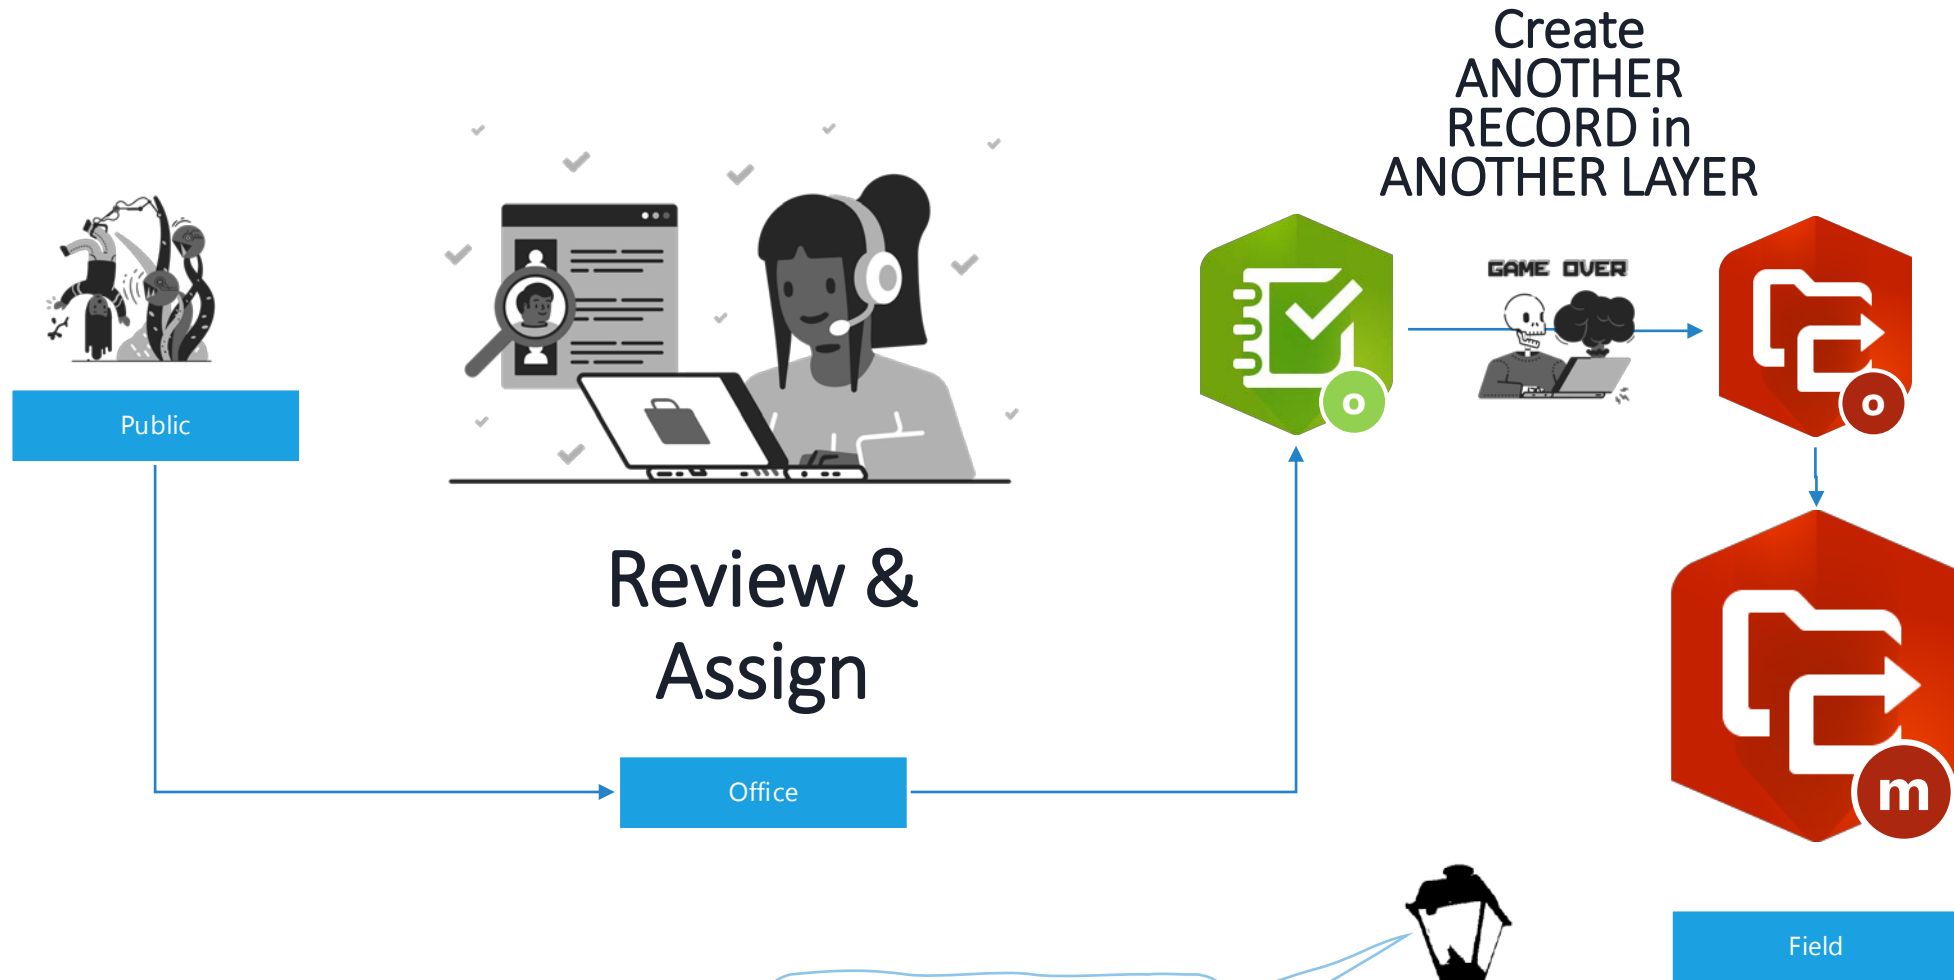 Create
ANOTHER
RECORD in
ANOTHER LAYER
GAME OVER
o
o
Public
Review &
Assign
m
Office
Field